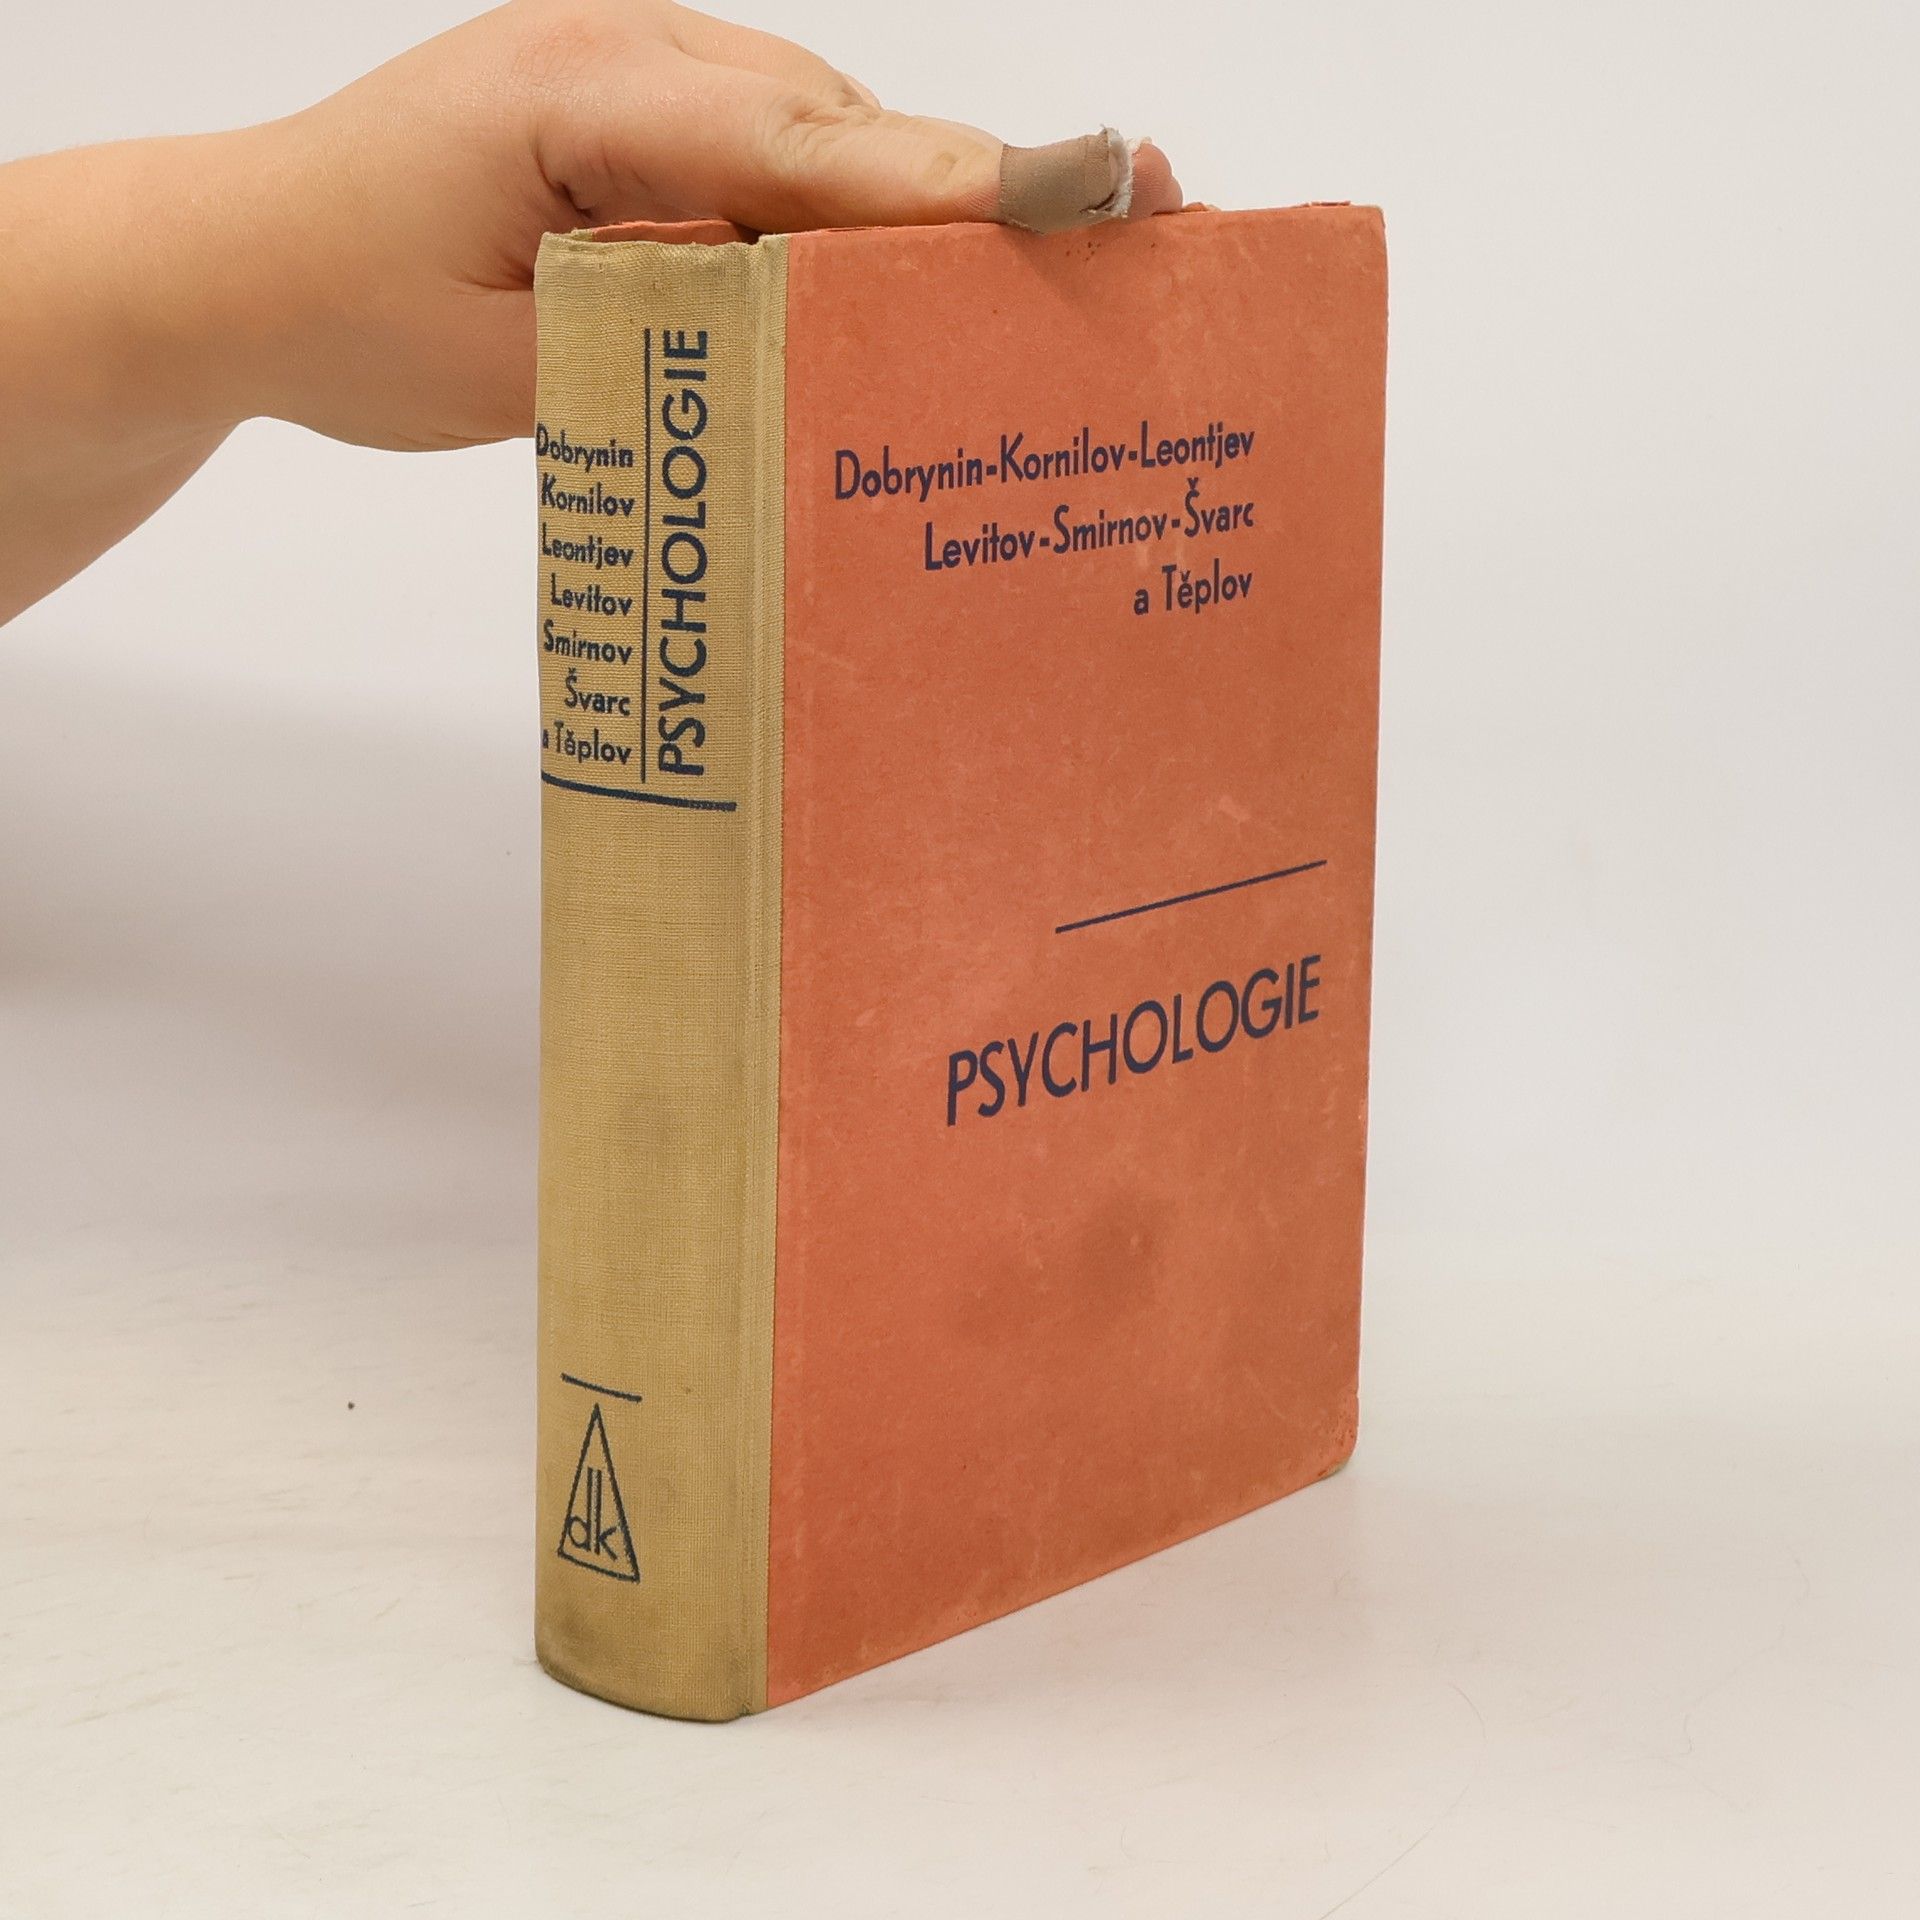 Dobrynin
Kornilov
Leontjev
Levitov
Smirnov
Švarc
a Těplov
PSYCHOLOGIE
dk
Dobrynin-Kornilov-Leontjev
Levitov-Smirnov-Švarc
a Těplov
PSYCHOLOGIE